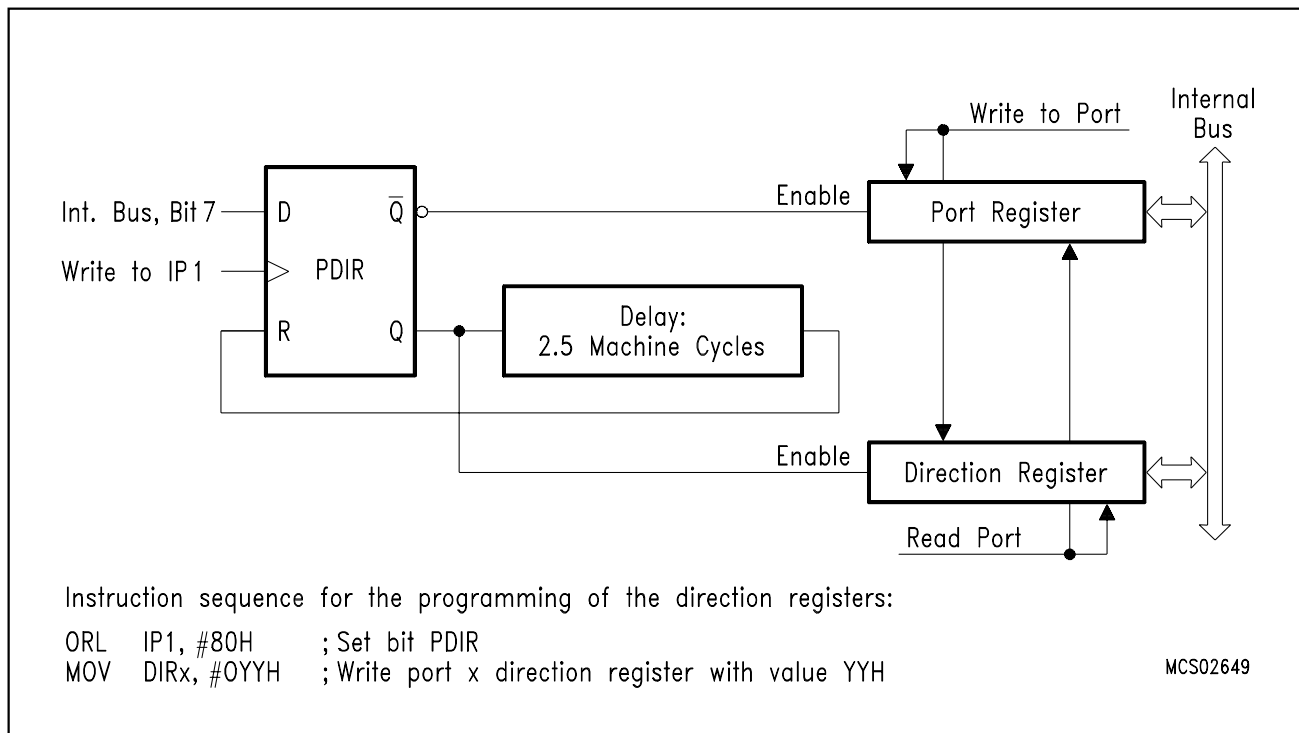 Write to Port
Internal
Bus
Int. Bus, Bit 7
D
Q
Enable
Port Register
Write to IP1
PDIR
R
Q
Delay:
2.5 Machine Cycles
Enable
Direction Register
Read Port
Instruction sequence for the programming of the direction registers:
ORL IP1, #80H ; Set bit PDIR
MOV DIRx, #0YYH ; Write port x direction register with value YYH
MCS02649